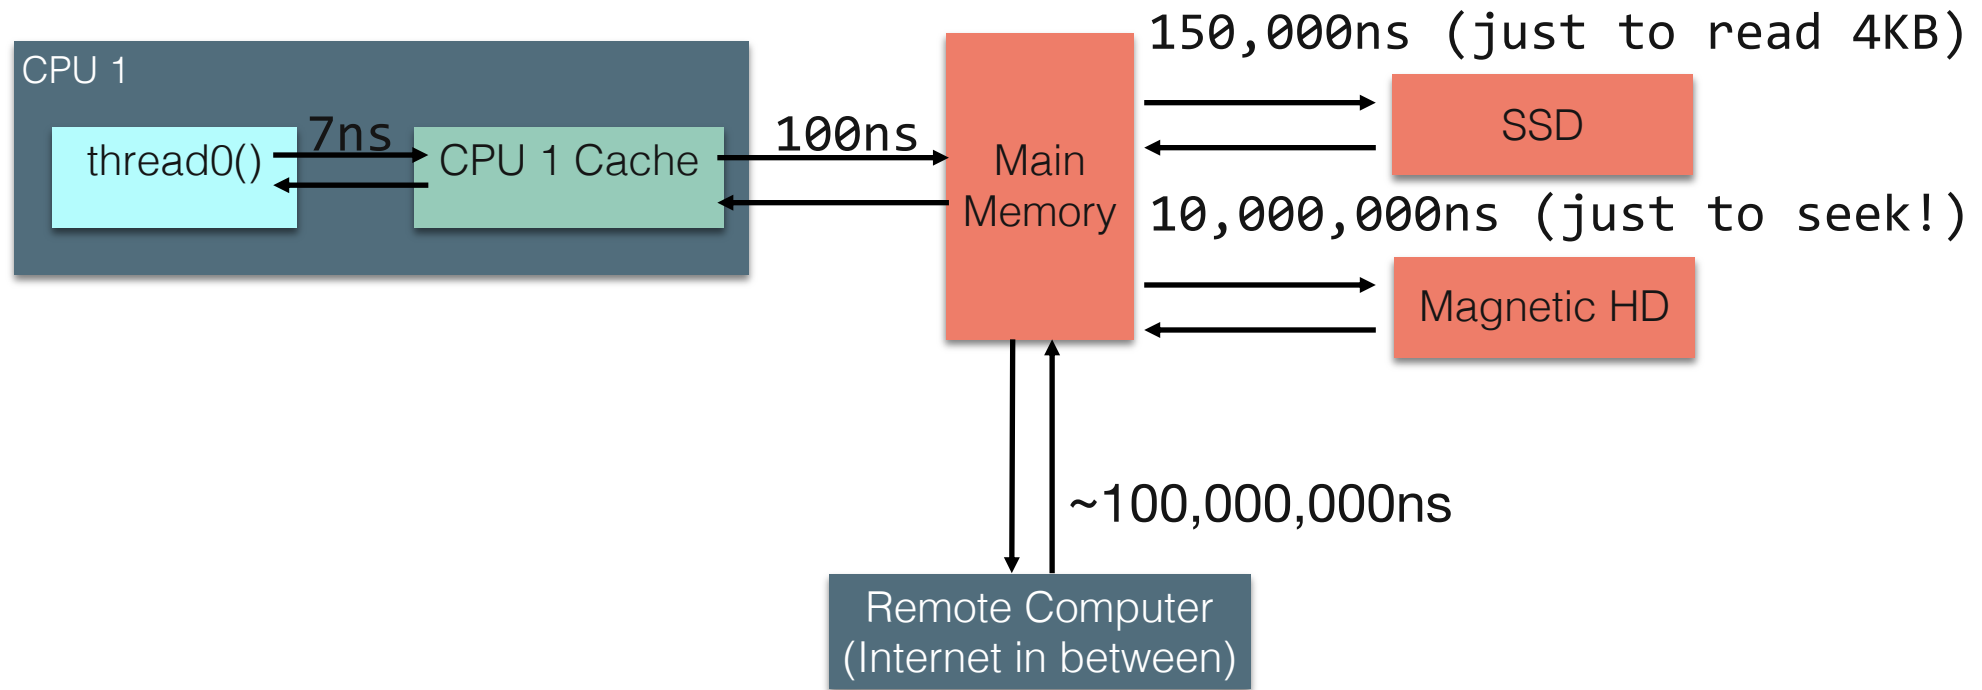 150,000ns (just to read 4KB)
CPU 1
SSD
7ns
100ns
thread0()
CPU 1 Cache
Main
Memory
10,000,000ns (just to seek!)
Magnetic HD
~100,000,000ns
Remote Computer
(Internet in between)